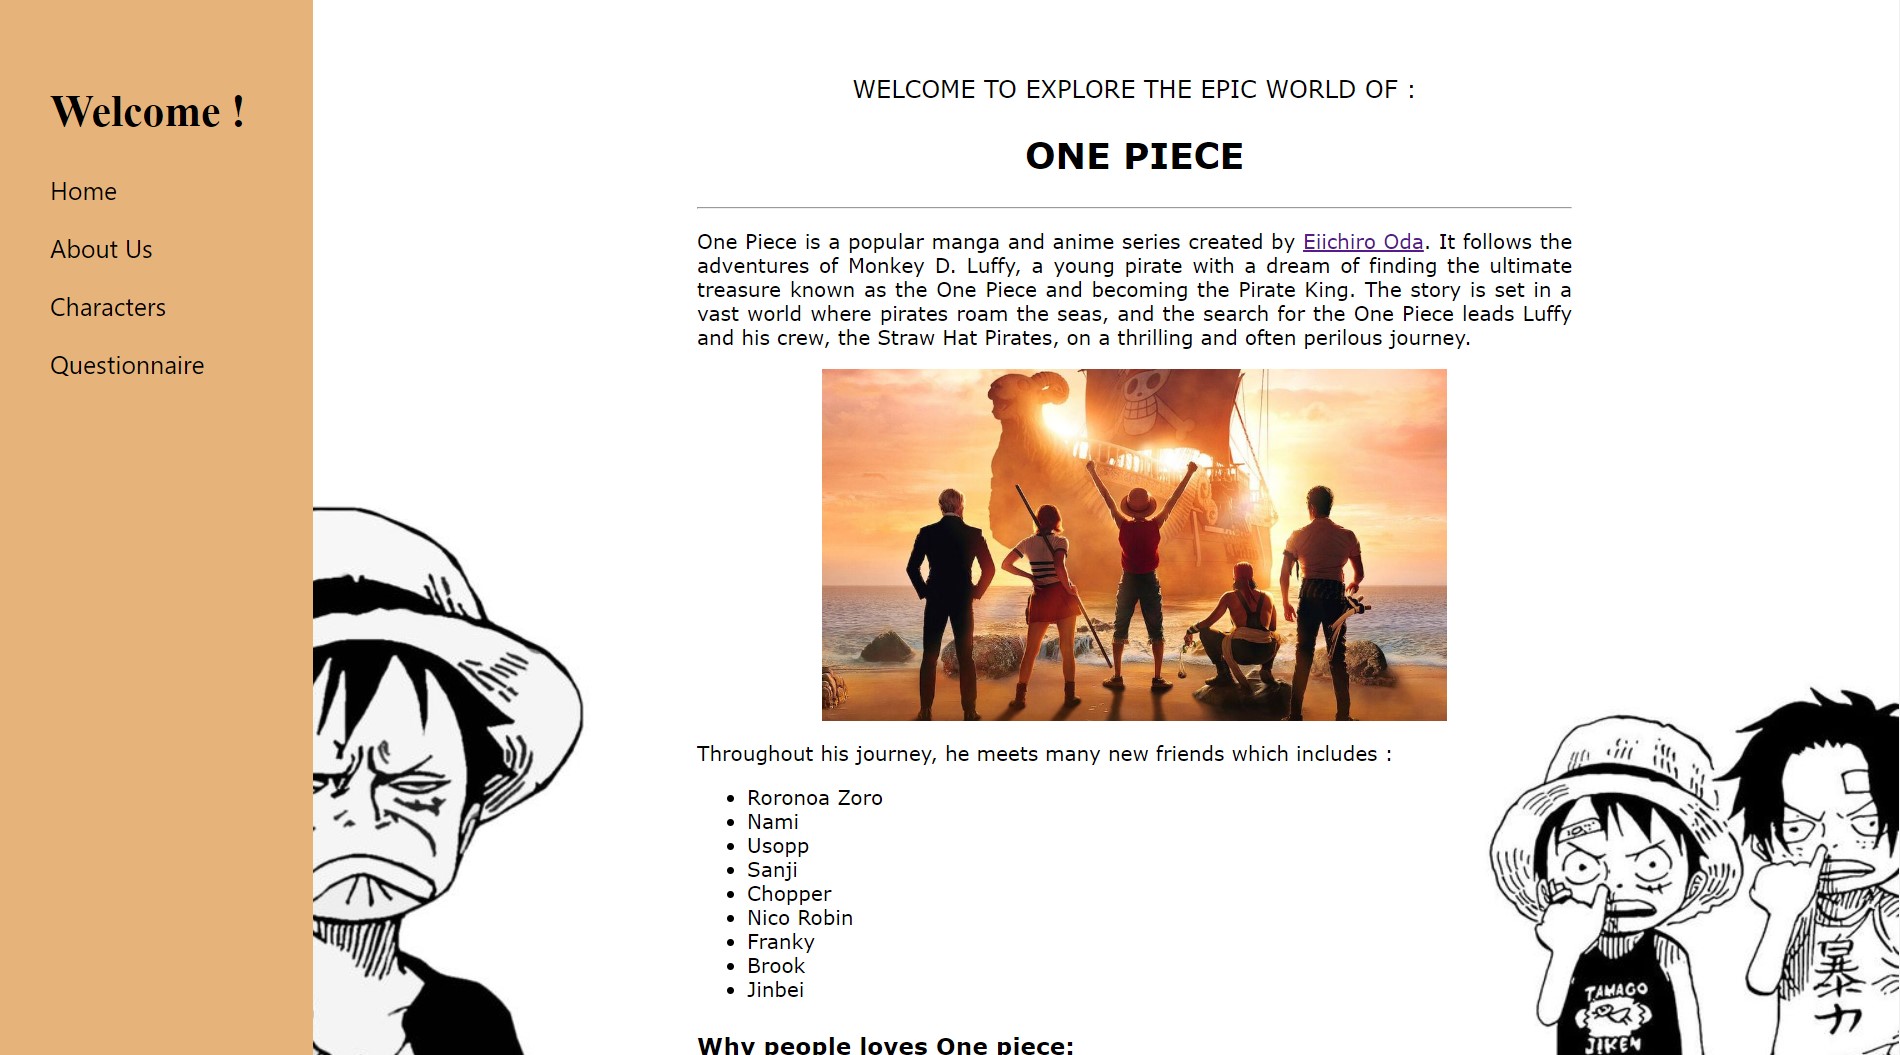 Welcome !
Home
About Us
Characters
Questionnaire
WELCOME TO EXPLORE THE EPIC WORLD OF :
ONE PIECE
One Piece is a popular manga and anime series created by Eiichiro Oda. It follows the
adventures of Monkey D. Luffy, a young pirate with a dream of finding the ultimate
treasure known as the One Piece and becoming the Pirate King. The story is set in a
vast world where pirates roam the seas, and the search for the One Piece leads Luffy
and his crew, the Straw Hat Pirates, on a thrilling and often perilous journey.
Throughout his journey, he meets many new friends which includes :
Roronoa Zoro
Nami
Usopp
Sanji
Chopper
Nico Robin
Franky
Brook
Jinbei
Why people loves One piece:
TAMAGO
JIKEN
暴力